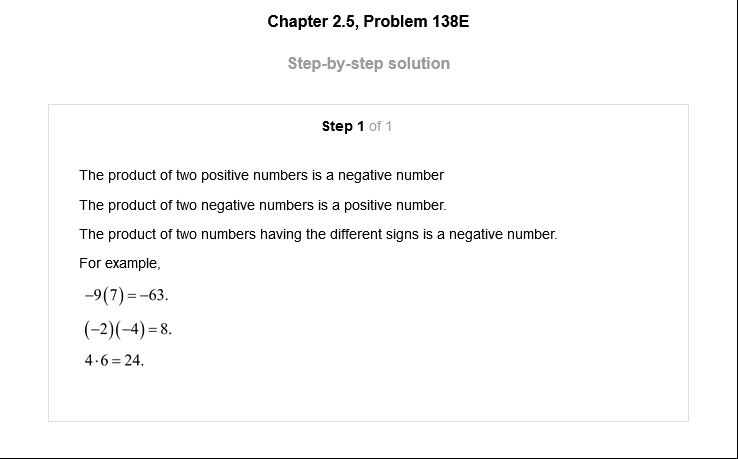 Chapter 2.5, Problem 138E
Step-by-step solution
Step 1 of 1
The product of two positive numbers is a negative number
The product of two negative numbers is a positive number.
The product of two numbers having the different signs is a negative number.
For example,
−9(7)=−63.
(−2)(−4)=8.
4·6=24.